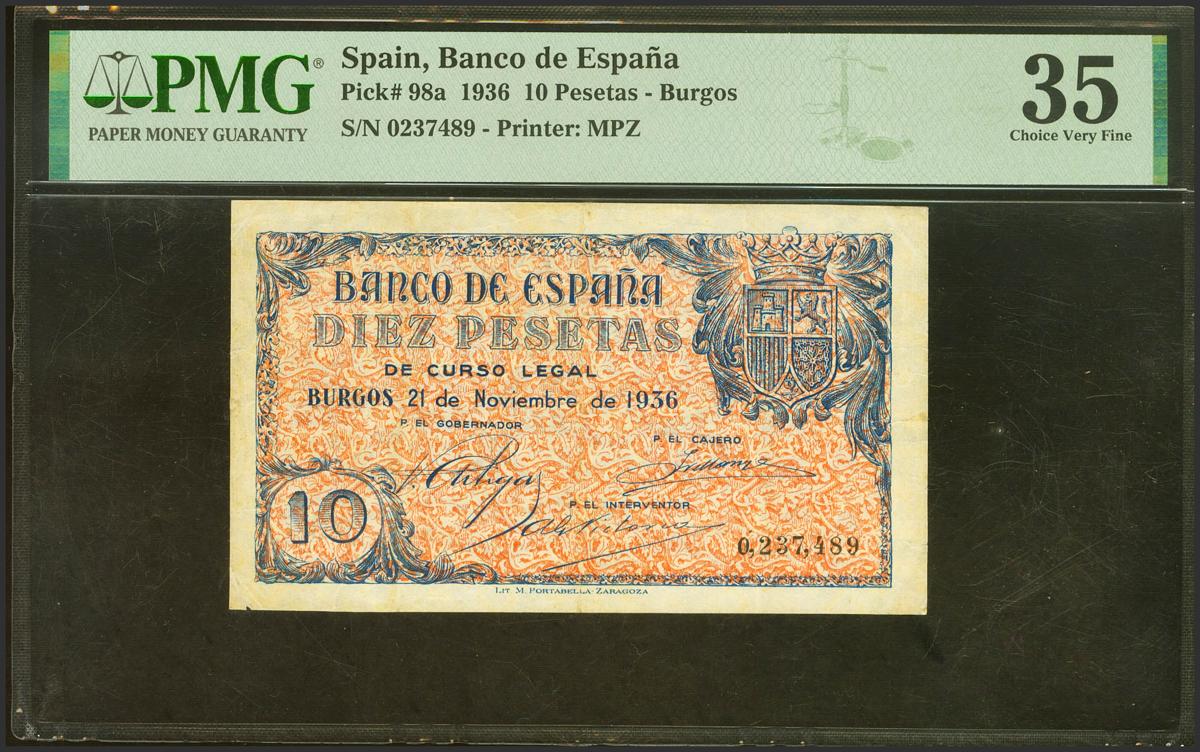 PMG®
PAPER MONEY GUARANTY
Spain, Banco de España
Pick# 98a 1936 10 Pesetas - Burgos
S/N 0237489 - Printer: MPZ
35
Choice Very Fine
BANCO DE ESPAÑA
DIEZ PESETAS
DE CURSO LEGAL
BURGOS 21 de Noviembre de 1936
P. EL GOBERNADOR
P. EL CAJERO
P. EL INTERVENTOR
10
0,237,489
LIT. M. PORTABELLA-ZARAGOZA